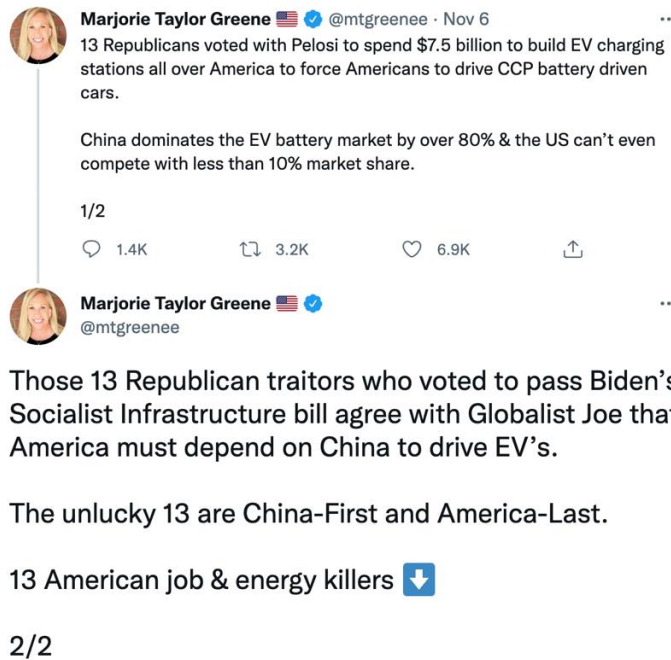 Marjorie Taylor Greene 🇺🇸 @mtgreenee · Nov 6
13 Republicans voted with Pelosi to spend $7.5 billion to build EV charging
stations all over America to force Americans to drive CCP battery driven
cars.
China dominates the EV battery market by over 80% & the US can’t even
compete with less than 10% market share.
1/2
1.4K 3.2K 6.9K
Marjorie Taylor Greene 🇺🇸
@mtgreenee
Those 13 Republican traitors who voted to pass Biden’s
Socialist Infrastructure bill agree with Globalist Joe that
America must depend on China to drive EV’s.
The unlucky 13 are China-First and America-Last.
13 American job & energy killers ⬇️
2/2